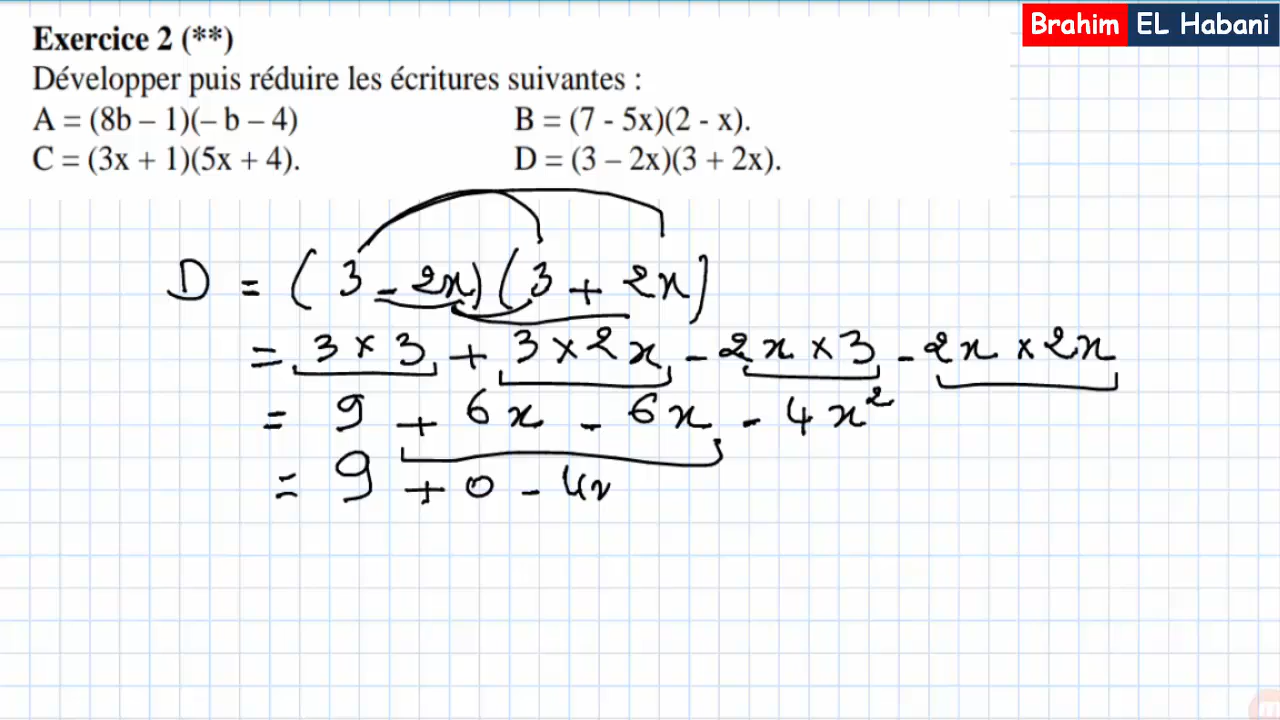 Brahim EL Habani
Exercice 2 (**)
Développer puis réduire les écritures suivantes :
A = (8b – 1)(– b – 4) B = (7 - 5x)(2 - x).
C = (3x + 1)(5x + 4). D = (3 – 2x)(3 + 2x).
D = (3 - 2x)(3 + 2x)
= 3 × 3 + 3 × 2x - 2x × 3 - 2x × 2x
= 9 + 6x - 6x - 4x²
= 9 + 0 - 4x